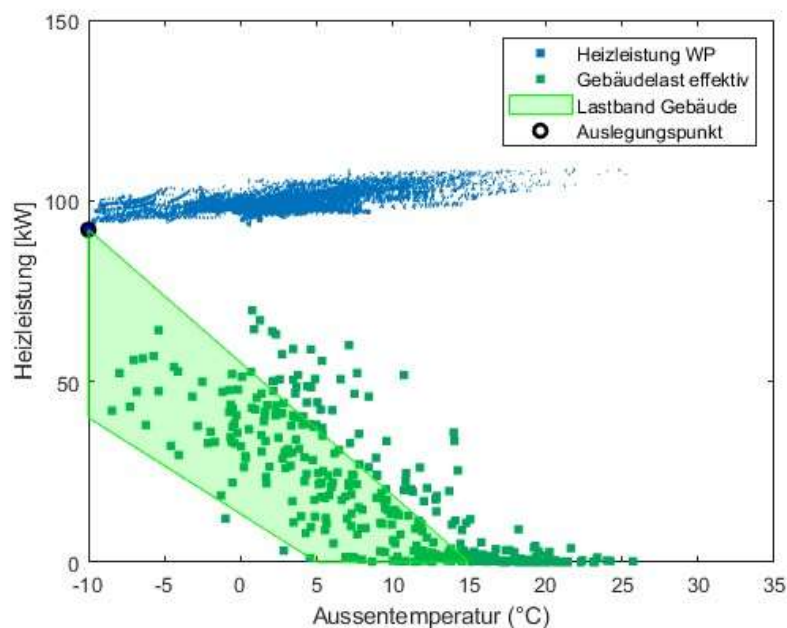 150
100
50
0
Heizleistung [kW]
Heizleistung WP
Gebäudelast effektiv
Lastband Gebäude
Auslegungspunkt
-10 -5 0 5 10 15 20 25 30 35
Aussentemperatur (°C)